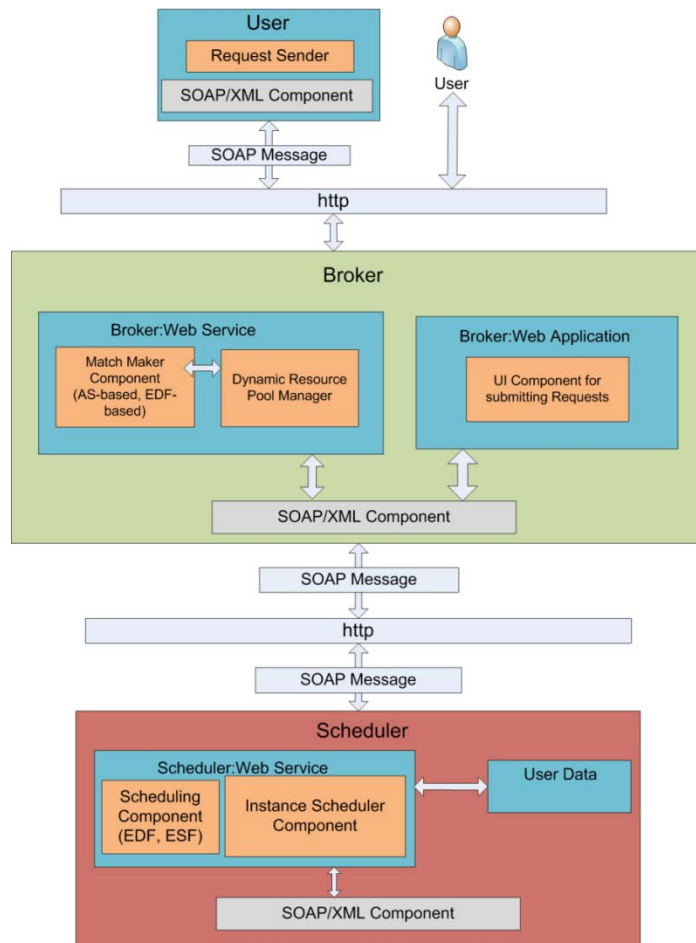 User
Request Sender
SOAP/XML Component
User
SOAP Message
http
Broker
Broker:Web Service
Match Maker
Component
(AS-based, EDF-
based)
Dynamic Resource
Pool Manager
Broker:Web Application
UI Component for
submitting Requests
SOAP/XML Component
SOAP Message
http
SOAP Message
Scheduler
Scheduler:Web Service
Scheduling
Component
(EDF, ESF)
Instance Scheduler
Component
User Data
SOAP/XML Component